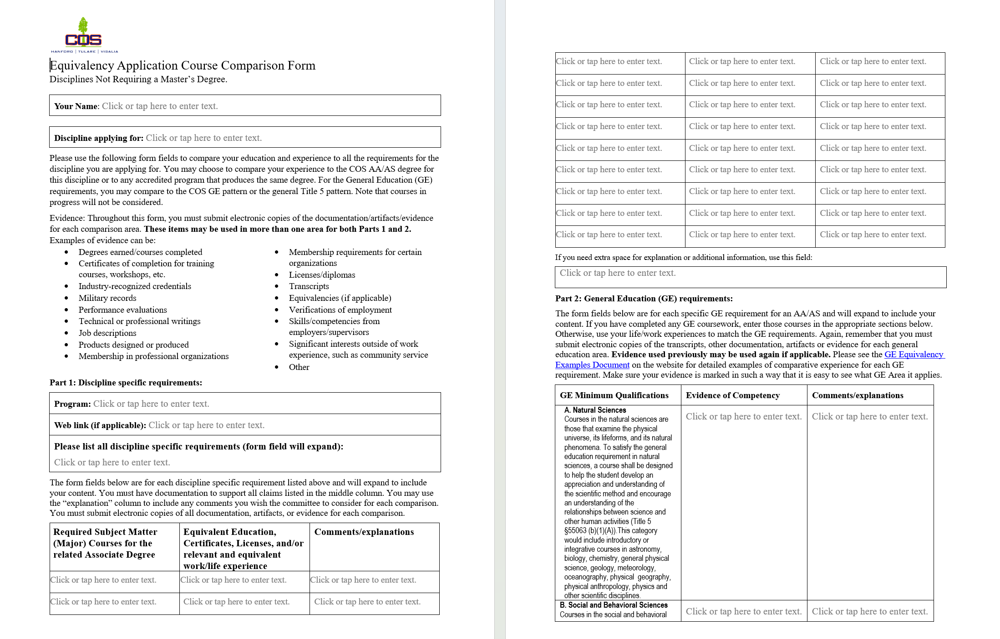 COS
HANFORD | TULARE | VISALIA
Equivalency Application Course Comparison Form
Disciplines Not Requiring a Master's Degree.
Your Name: Click or tap here to enter text.
Discipline applying for: Click or tap here to enter text.
Please use the following form fields to compare your education and experience to all the requirements for the
discipline you are applying for. You may choose to compare your experience to the COS AA/AS degree for
this discipline or to any accredited program that produces the same degree. For the General Education (GE)
requirements, you may compare to the COS GE pattern or the general Title 5 pattern. Note that courses in
progress will not be considered.
Evidence: Throughout this form, you must submit electronic copies of the documentation/artifacts/evidence
for each comparison area. These items may be used in more than one area for both Parts 1 and 2.
Examples of evidence can be:
• Degrees earned/courses completed
• Certificates of completion for training
courses, workshops, etc.
• Industry-recognized credentials
• Military records
• Performance evaluations
• Technical or professional writings
• Job descriptions
• Products designed or produced
• Membership in professional organizations
• Membership requirements for certain
organizations
• Licenses/diplomas
• Transcripts
• Equivalencies (if applicable)
• Verifications of employment
• Skills/competencies from
employers/supervisors
• Significant interests outside of work
experience, such as community service
• Other
Part 1: Discipline specific requirements:
Program: Click or tap here to enter text.
Web link (if applicable): Click or tap here to enter text.
Please list all discipline specific requirements (form field will expand):
Click or tap here to enter text.
The form fields below are for each discipline specific requirement listed above and will expand to include
your content. You must have documentation to support all claims listed in the middle column. You may use
the “explanation” column to include any comments you wish the committee to consider for each comparison.
You must submit electronic copies of all documentation, artifacts, or evidence for each comparison.
Required Subject Matter
(Major) Courses for the
related Associate Degree
Equivalent Education,
Certificates, Licenses, and/or
relevant and equivalent
work/life experience
Comments/explanations
Click or tap here to enter text. Click or tap here to enter text. Click or tap here to enter text.
Click or tap here to enter text. Click or tap here to enter text. Click or tap here to enter text.
Click or tap here to enter text. Click or tap here to enter text. Click or tap here to enter text.
Click or tap here to enter text. Click or tap here to enter text. Click or tap here to enter text.
Click or tap here to enter text. Click or tap here to enter text. Click or tap here to enter text.
Click or tap here to enter text. Click or tap here to enter text. Click or tap here to enter text.
Click or tap here to enter text. Click or tap here to enter text. Click or tap here to enter text.
Click or tap here to enter text. Click or tap here to enter text. Click or tap here to enter text.
Click or tap here to enter text. Click or tap here to enter text. Click or tap here to enter text.
Click or tap here to enter text. Click or tap here to enter text. Click or tap here to enter text.
Click or tap here to enter text. Click or tap here to enter text. Click or tap here to enter text.
If you need extra space for explanation or additional information, use this field:
Click or tap here to enter text.
Part 2: General Education (GE) requirements:
The form fields below are for each specific GE requirement for an AA/AS and will expand to include your
content. If you have completed any GE coursework, enter those courses in the appropriate sections below.
Otherwise, use your life/work experiences to match the GE requirements. Again, remember that you must
submit electronic copies of the transcripts, other documentation, artifacts or evidence for each general
education area. Evidence used previously may be used again if applicable. Please see the GE Equivalency
Examples Document on the website for detailed examples of comparative experience for each GE
requirement. Make sure your evidence is marked in such a way that it is easy to see what GE Area it applies.
GE Minimum Qualifications Evidence of Competency Comments/explanations
A. Natural Sciences
Courses in the natural sciences are
those that examine the physical
universe, its lifeforms, and its natural
phenomena. To satisfy the general
education requirement in natural
sciences, a course shall be designed
to help the student develop an
appreciation and understanding of
the scientific method and encourage
an understanding of the
relationships between science and
other human activities (Title 5
§55063 (b)(1)(A)).This category
would include introductory or
integrative courses in astronomy,
biology, chemistry, general physical
science, geology, meteorology,
oceanography, physical geography,
physical anthropology, physics and
other scientific disciplines.
Click or tap here to enter text. Click or tap here to enter text.
B. Social and Behavioral Sciences
Courses in the social and behavioral
Click or tap here to enter text. Click or tap here to enter text.